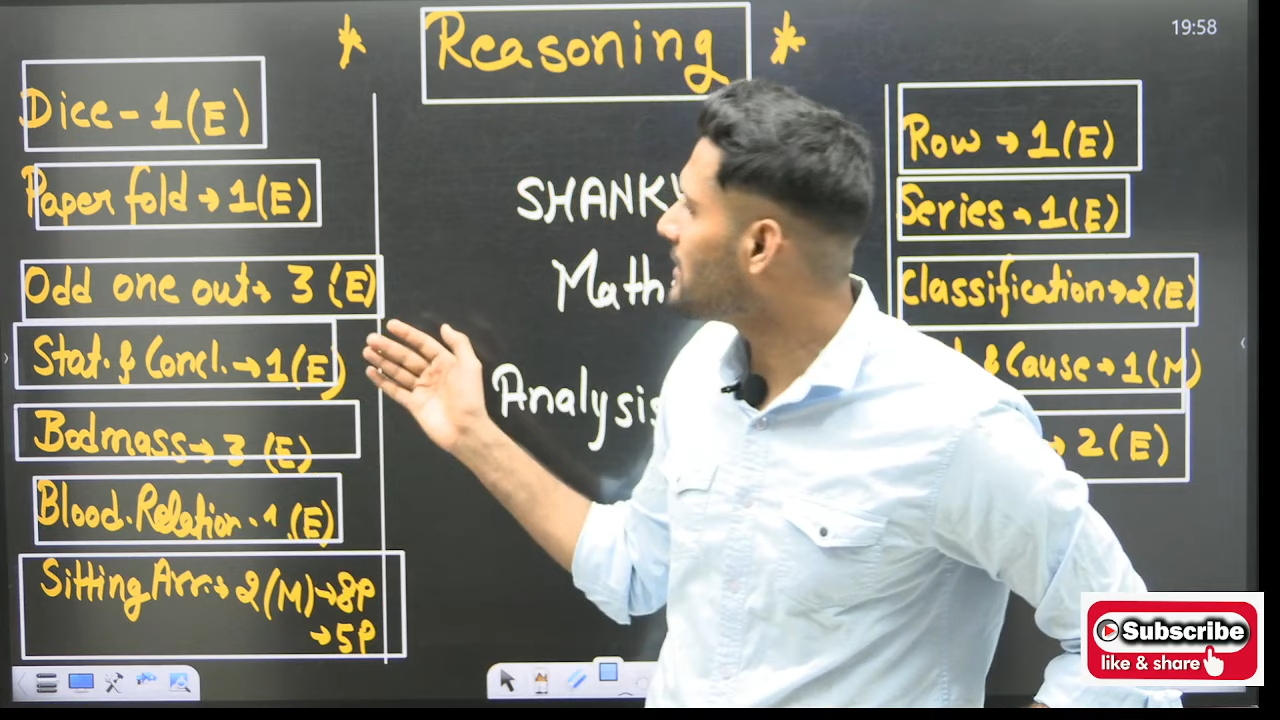 * Reasoning *
19:58
Dice - 1 (E)
Paper fold → 1 (E)
Odd one out → 3 (E)
Stat. & Concl. → 1 (E)
Bodmass → 3 (E)
Blood. Relation. 1 (E)
Sitting Arr. → 2 (M) → 8P
→ 5P
Math
Analysis
Row → 1 (E)
Series → 1 (E)
Classification → 2 (E)
& Cause → 1 (M)
→ 2 (E)
Subscribe
like & share